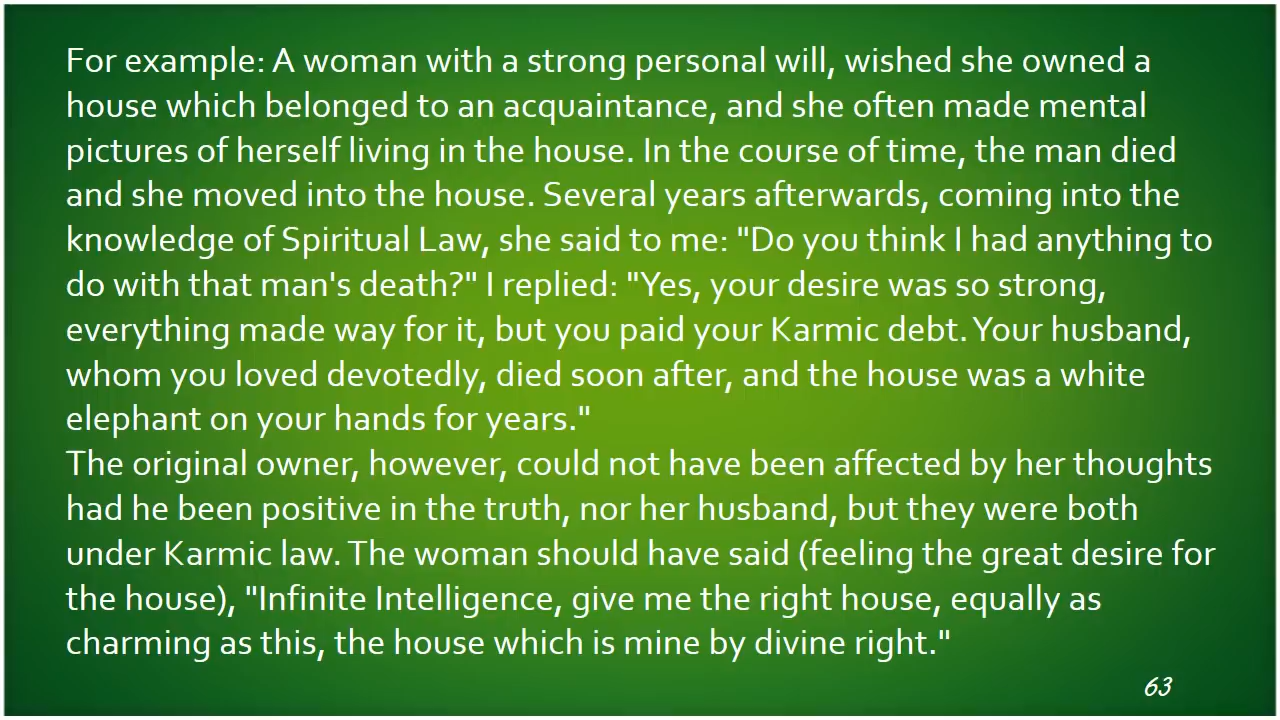 For example: A woman with a strong personal will, wished she owned a
house which belonged to an acquaintance, and she often made mental
pictures of herself living in the house. In the course of time, the man died
and she moved into the house. Several years afterwards, coming into the
knowledge of Spiritual Law, she said to me: "Do you think I had anything to
do with that man's death?" I replied: "Yes, your desire was so strong,
everything made way for it, but you paid your Karmic debt. Your husband,
whom you loved devotedly, died soon after, and the house was a white
elephant on your hands for years."
The original owner, however, could not have been affected by her thoughts
had he been positive in the truth, nor her husband, but they were both
under Karmic law. The woman should have said (feeling the great desire for
the house), "Infinite Intelligence, give me the right house, equally as
charming as this, the house which is mine by divine right."
63